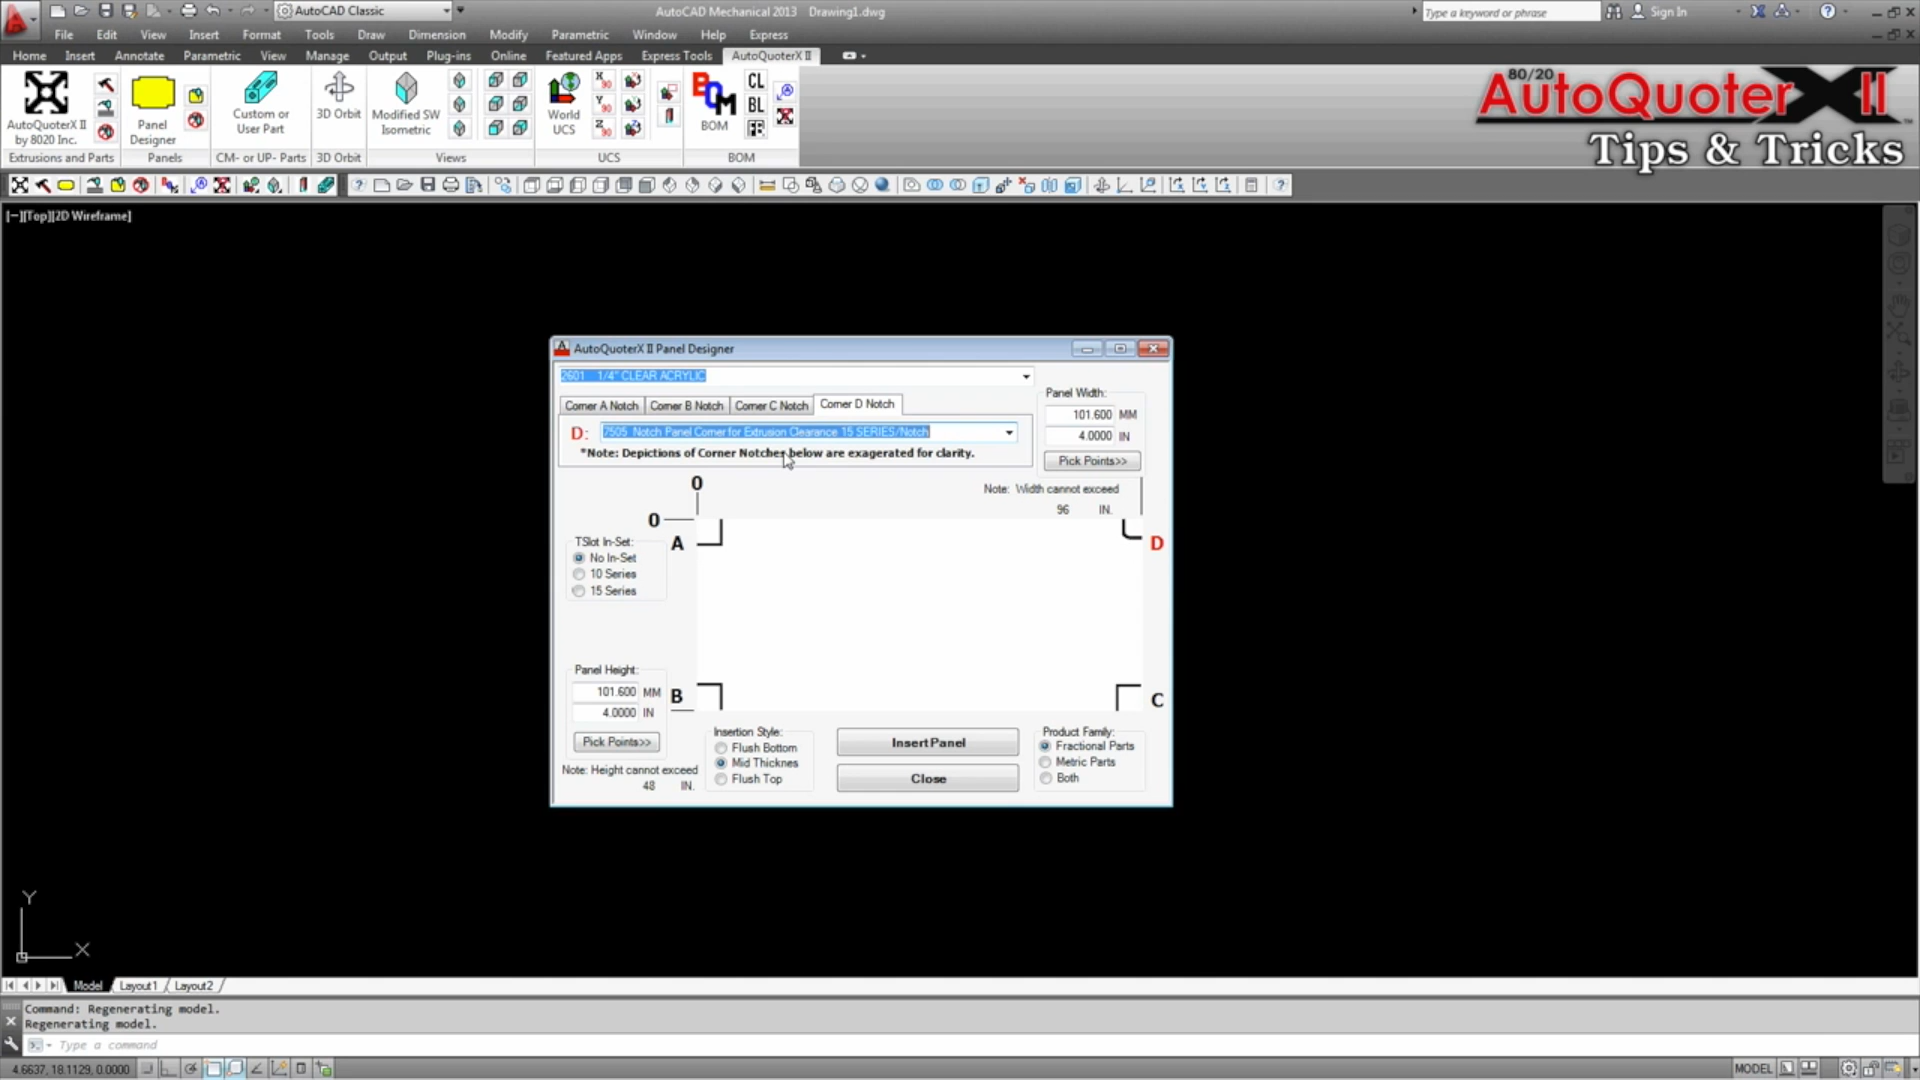 AutoCAD Classic
AutoCAD Mechanical 2013 Drawing1.dwg
Type a keyword or phrase
Sign In
File Edit View Insert Format Tools Draw Dimension Modify Parametric Window Help Express
Home Insert Annotate Parametric View Manage Output Plug-ins Online Featured Apps Express Tools AutoQuoterX II
AutoQuoterX II
by 8020 Inc.
Extrusions and Parts
Panel
Designer
Panels
Custom or
User Part
CM- or UP- Parts
3D Orbit
3D Orbit
Modified SW
Isometric
Views
World
UCS
X
90
Y
90
Z
90
UCS
BOM
BOM
CL
BL
BOM
80/20
AutoQuoterX II
Tips & Tricks
[−][Top][2D Wireframe]
AutoQuoterX II Panel Designer
2601 1/4" CLEAR ACRYLIC
Corner A Notch Corner B Notch Corner C Notch Corner D Notch
D: 7505 Notch Panel Corner for Extrusion Clearance 15 SERIES/Notch
*Note: Depictions of Corner Notches below are exagerated for clarity.
Panel Width:
101.600 MM
4.0000 IN
Pick Points>>
Note: Width cannot exceed
96 IN.
0
0
A
D
TSlot In-Set:
No In-Set
10 Series
15 Series
Panel Height:
101.600 MM
4.0000 IN
Pick Points>>
Note: Height cannot exceed
48 IN.
B
C
Insertion Style:
Flush Bottom
Mid Thicknes
Flush Top
Insert Panel
Close
Product Family:
Fractional Parts
Metric Parts
Both
Y
X
Model Layout1 Layout2
Command: Regenerating model.
Regenerating model.
Type a command
4.6637, 18.1129, 0.0000
MODEL